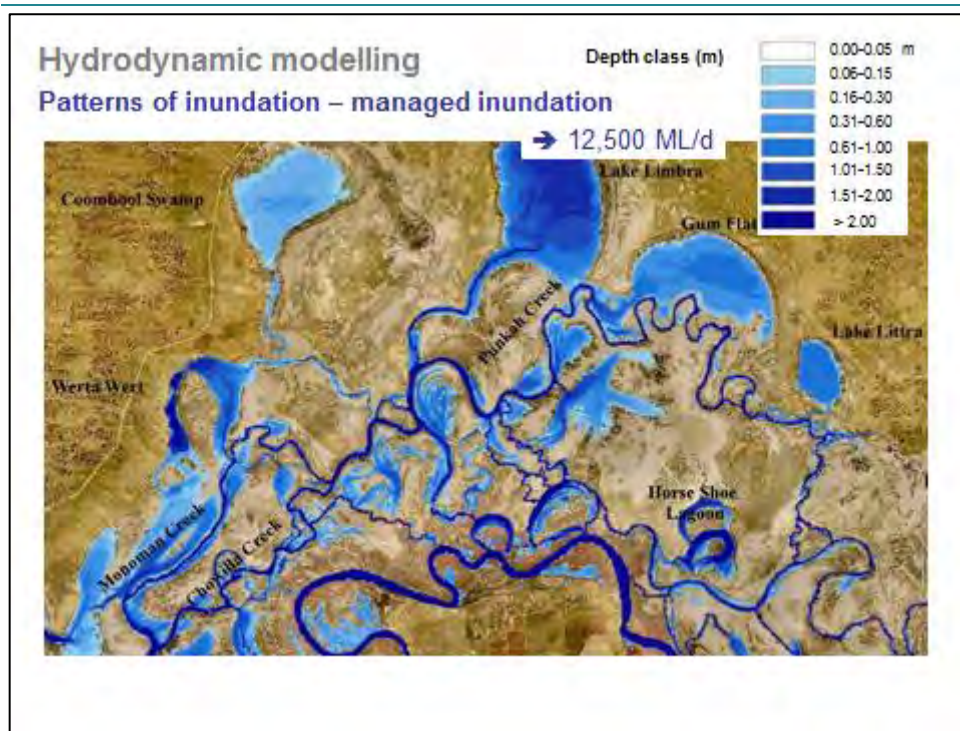 Hydrodynamic modelling
Patterns of inundation – managed inundation
➔ 12,500 ML/d
Depth class (m)
0.00-0.05 m
0.06-0.15
0.16-0.30
0.31-0.60
0.61-1.00
1.01-1.50
1.51-2.00
> 2.00
Coombool Swamp
Lake Limbra
Gum Flat
Punkah Creek
Lake Littra
Werta Wert
Horse Shoe
Lagoon
Monoman Creek
Chowilla Creek